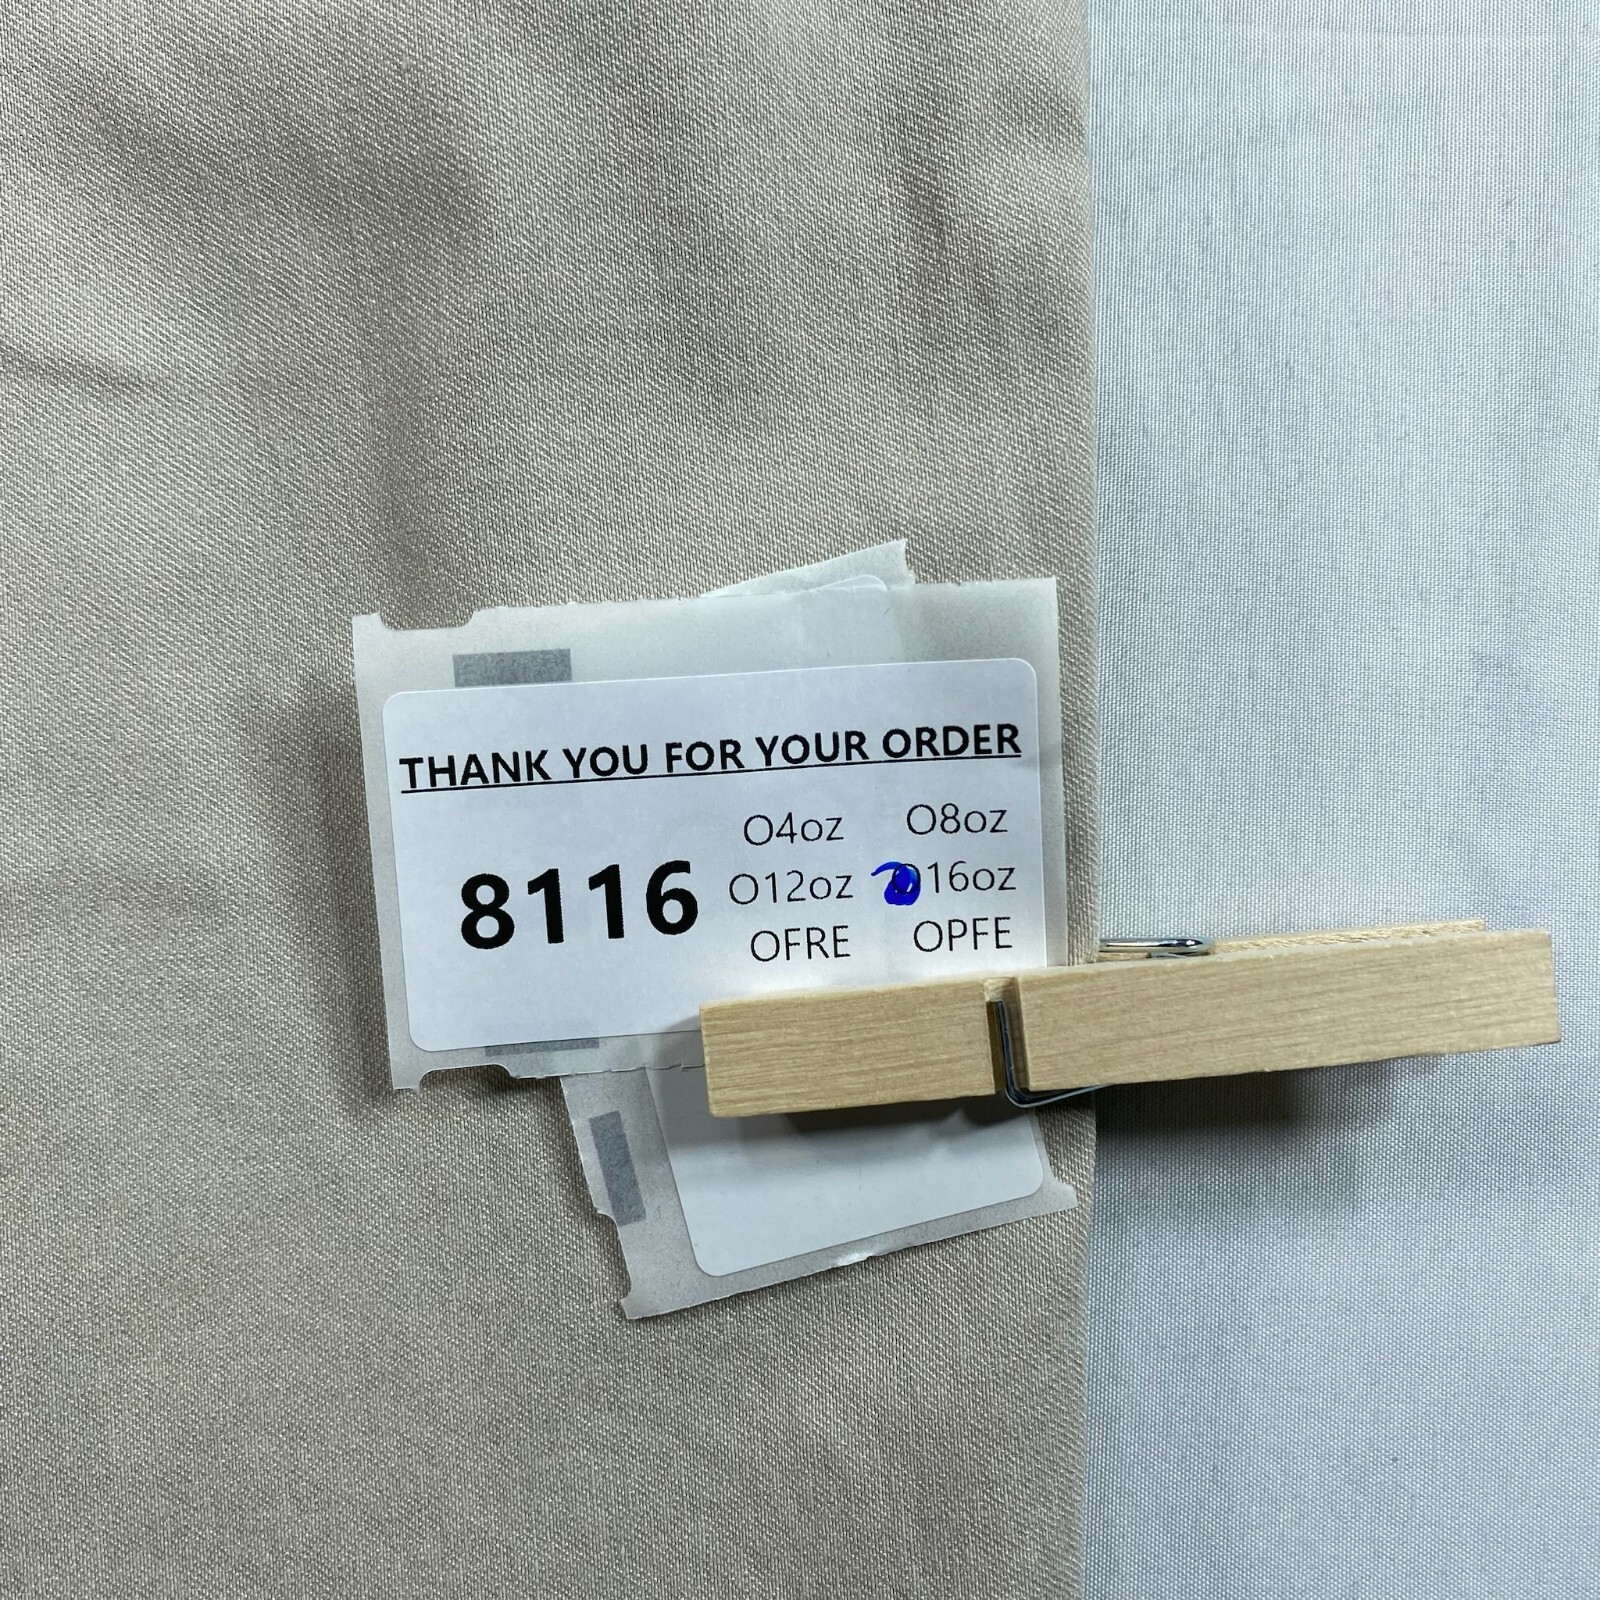 THANK YOU FOR YOUR ORDER
8116
O4oz O8oz
O12oz O16oz
OFRE OPFE